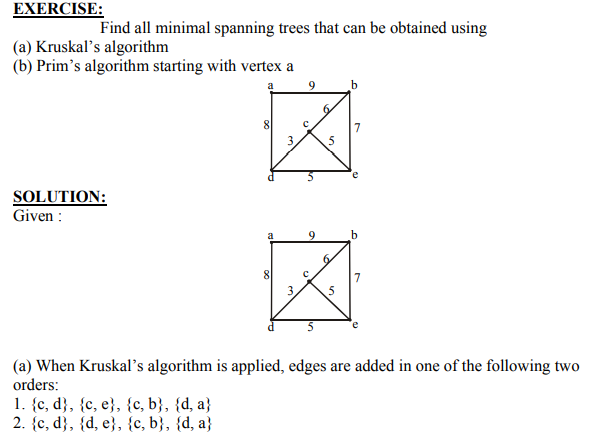 EXERCISE:
Find all minimal spanning trees that can be obtained using
(a) Kruskal’s algorithm
(b) Prim’s algorithm starting with vertex a
a 9 b
6
8 c 7
3 5
d 5 e
SOLUTION:
Given :
a 9 b
6
8 c 7
3 5
d 5 e
(a) When Kruskal’s algorithm is applied, edges are added in one of the following two
orders:
1. {c, d}, {c, e}, {c, b}, {d, a}
2. {c, d}, {d, e}, {c, b}, {d, a}